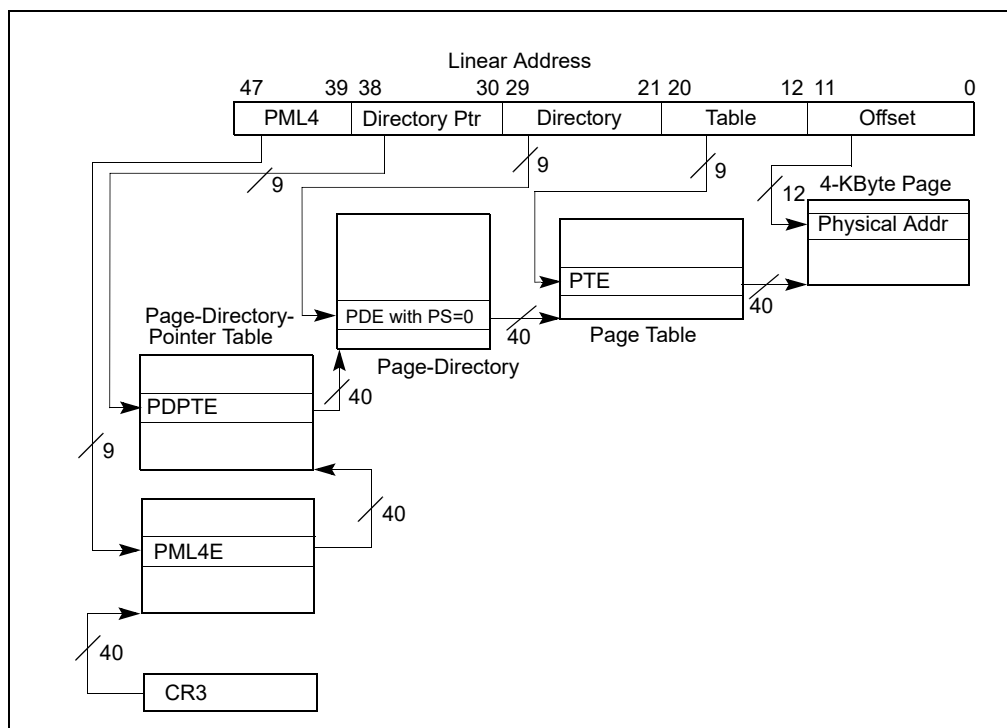 Linear Address
47 39 38 30 29 21 20 12 11 0
PML4 Directory Ptr Directory Table Offset
9 9 9
12 4-KByte Page
Physical Addr
PTE
40
PDE with PS=0
40
Page Table
Page-Directory-
Pointer Table
Page-Directory
40
PDPTE
9
40
PML4E
40
CR3